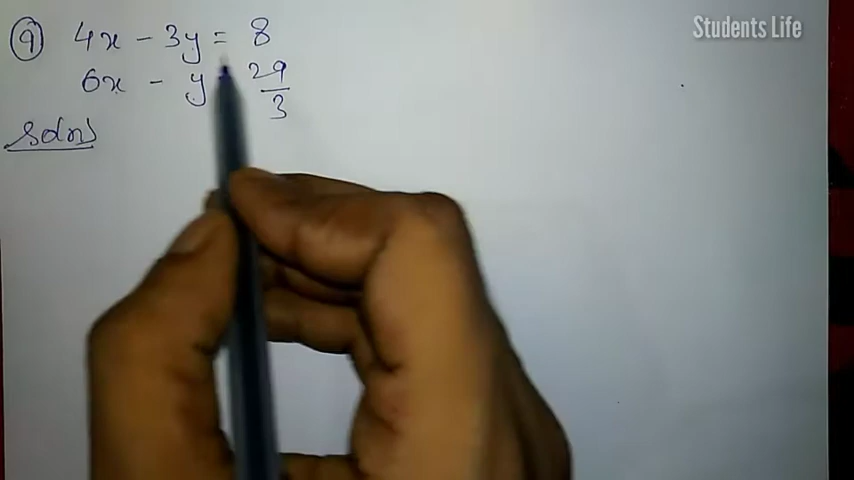 Students Life
9 4x - 3y = 8
6x - y 29/3
Soln